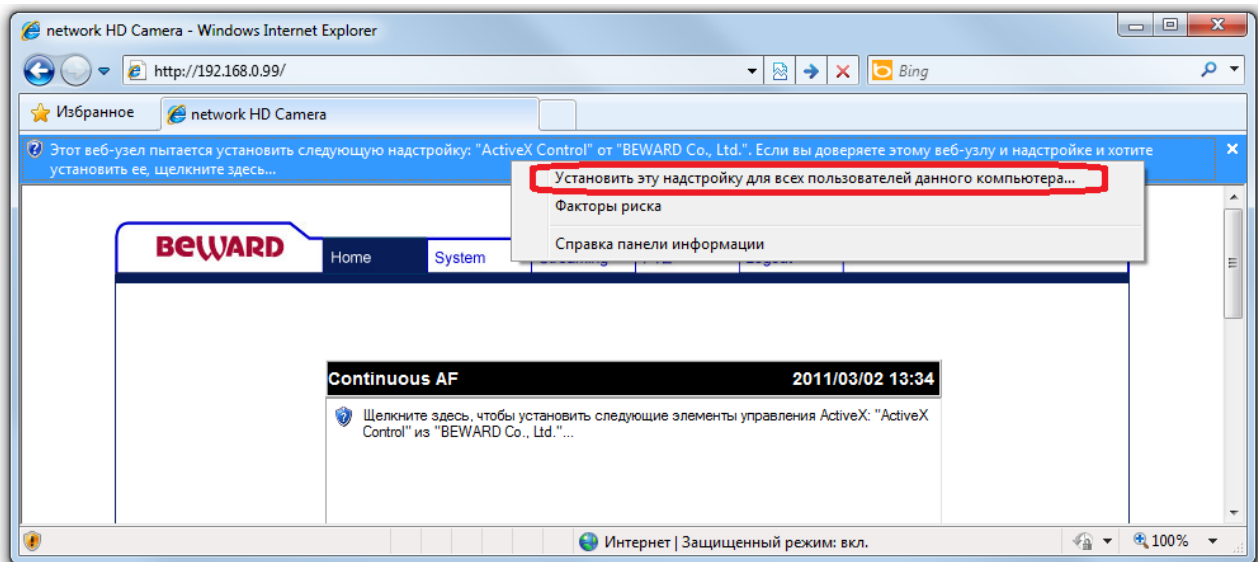 network HD Camera - Windows Internet Explorer
http://192.168.0.99/
Bing
Избранное
network HD Camera
Этот веб-узел пытается установить следующую надстройку: "ActiveX Control" от "BEWARD Co., Ltd.". Если вы доверяете этому веб-узлу и надстройке и хотите
установить ее, щелкните здесь...
Установить эту надстройку для всех пользователей данного компьютера...
Факторы риска
Справка панели информации
BEWARD
Home
System
Continuous AF
2011/03/02 13:34
Щелкните здесь, чтобы установить следующие элементы управления ActiveX: "ActiveX
Control" из "BEWARD Co., Ltd."...
Интернет | Защищенный режим: вкл.
100%